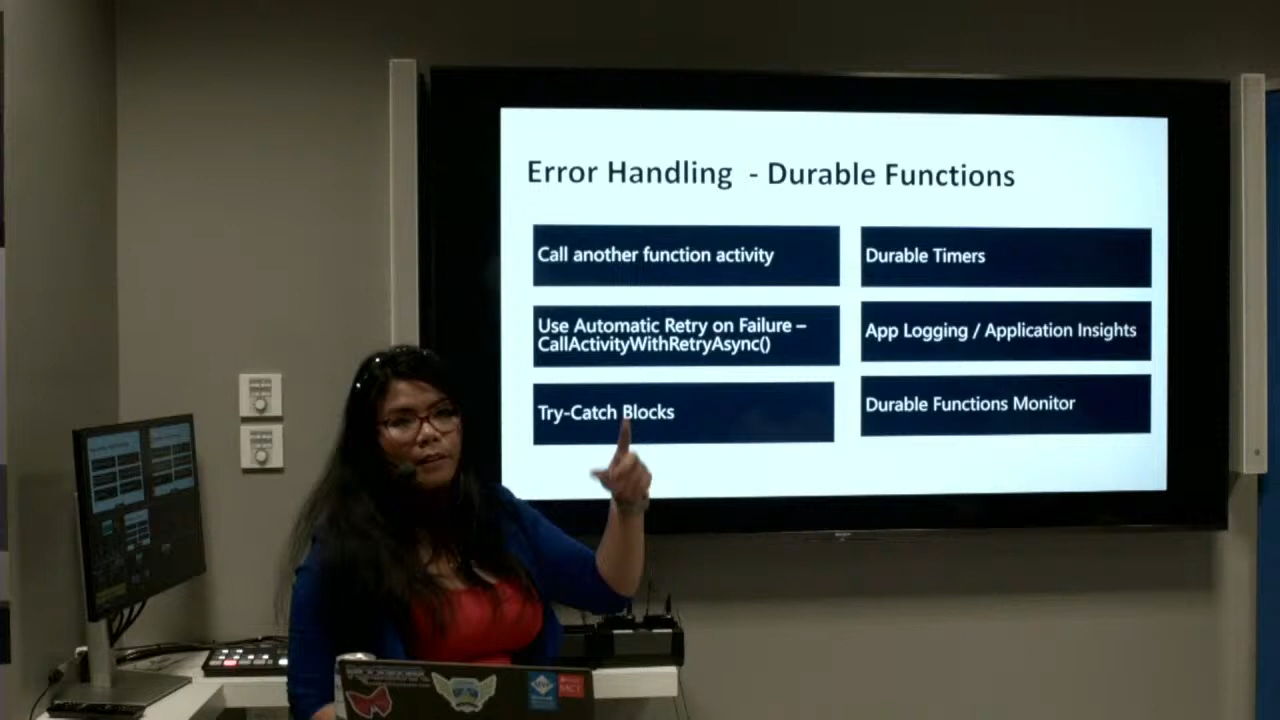 Error Handling - Durable Functions
Call another function activity
Use Automatic Retry on Failure –
CallActivityWithRetryAsync()
Try-Catch Blocks
Durable Timers
App Logging / Application Insights
Durable Functions Monitor